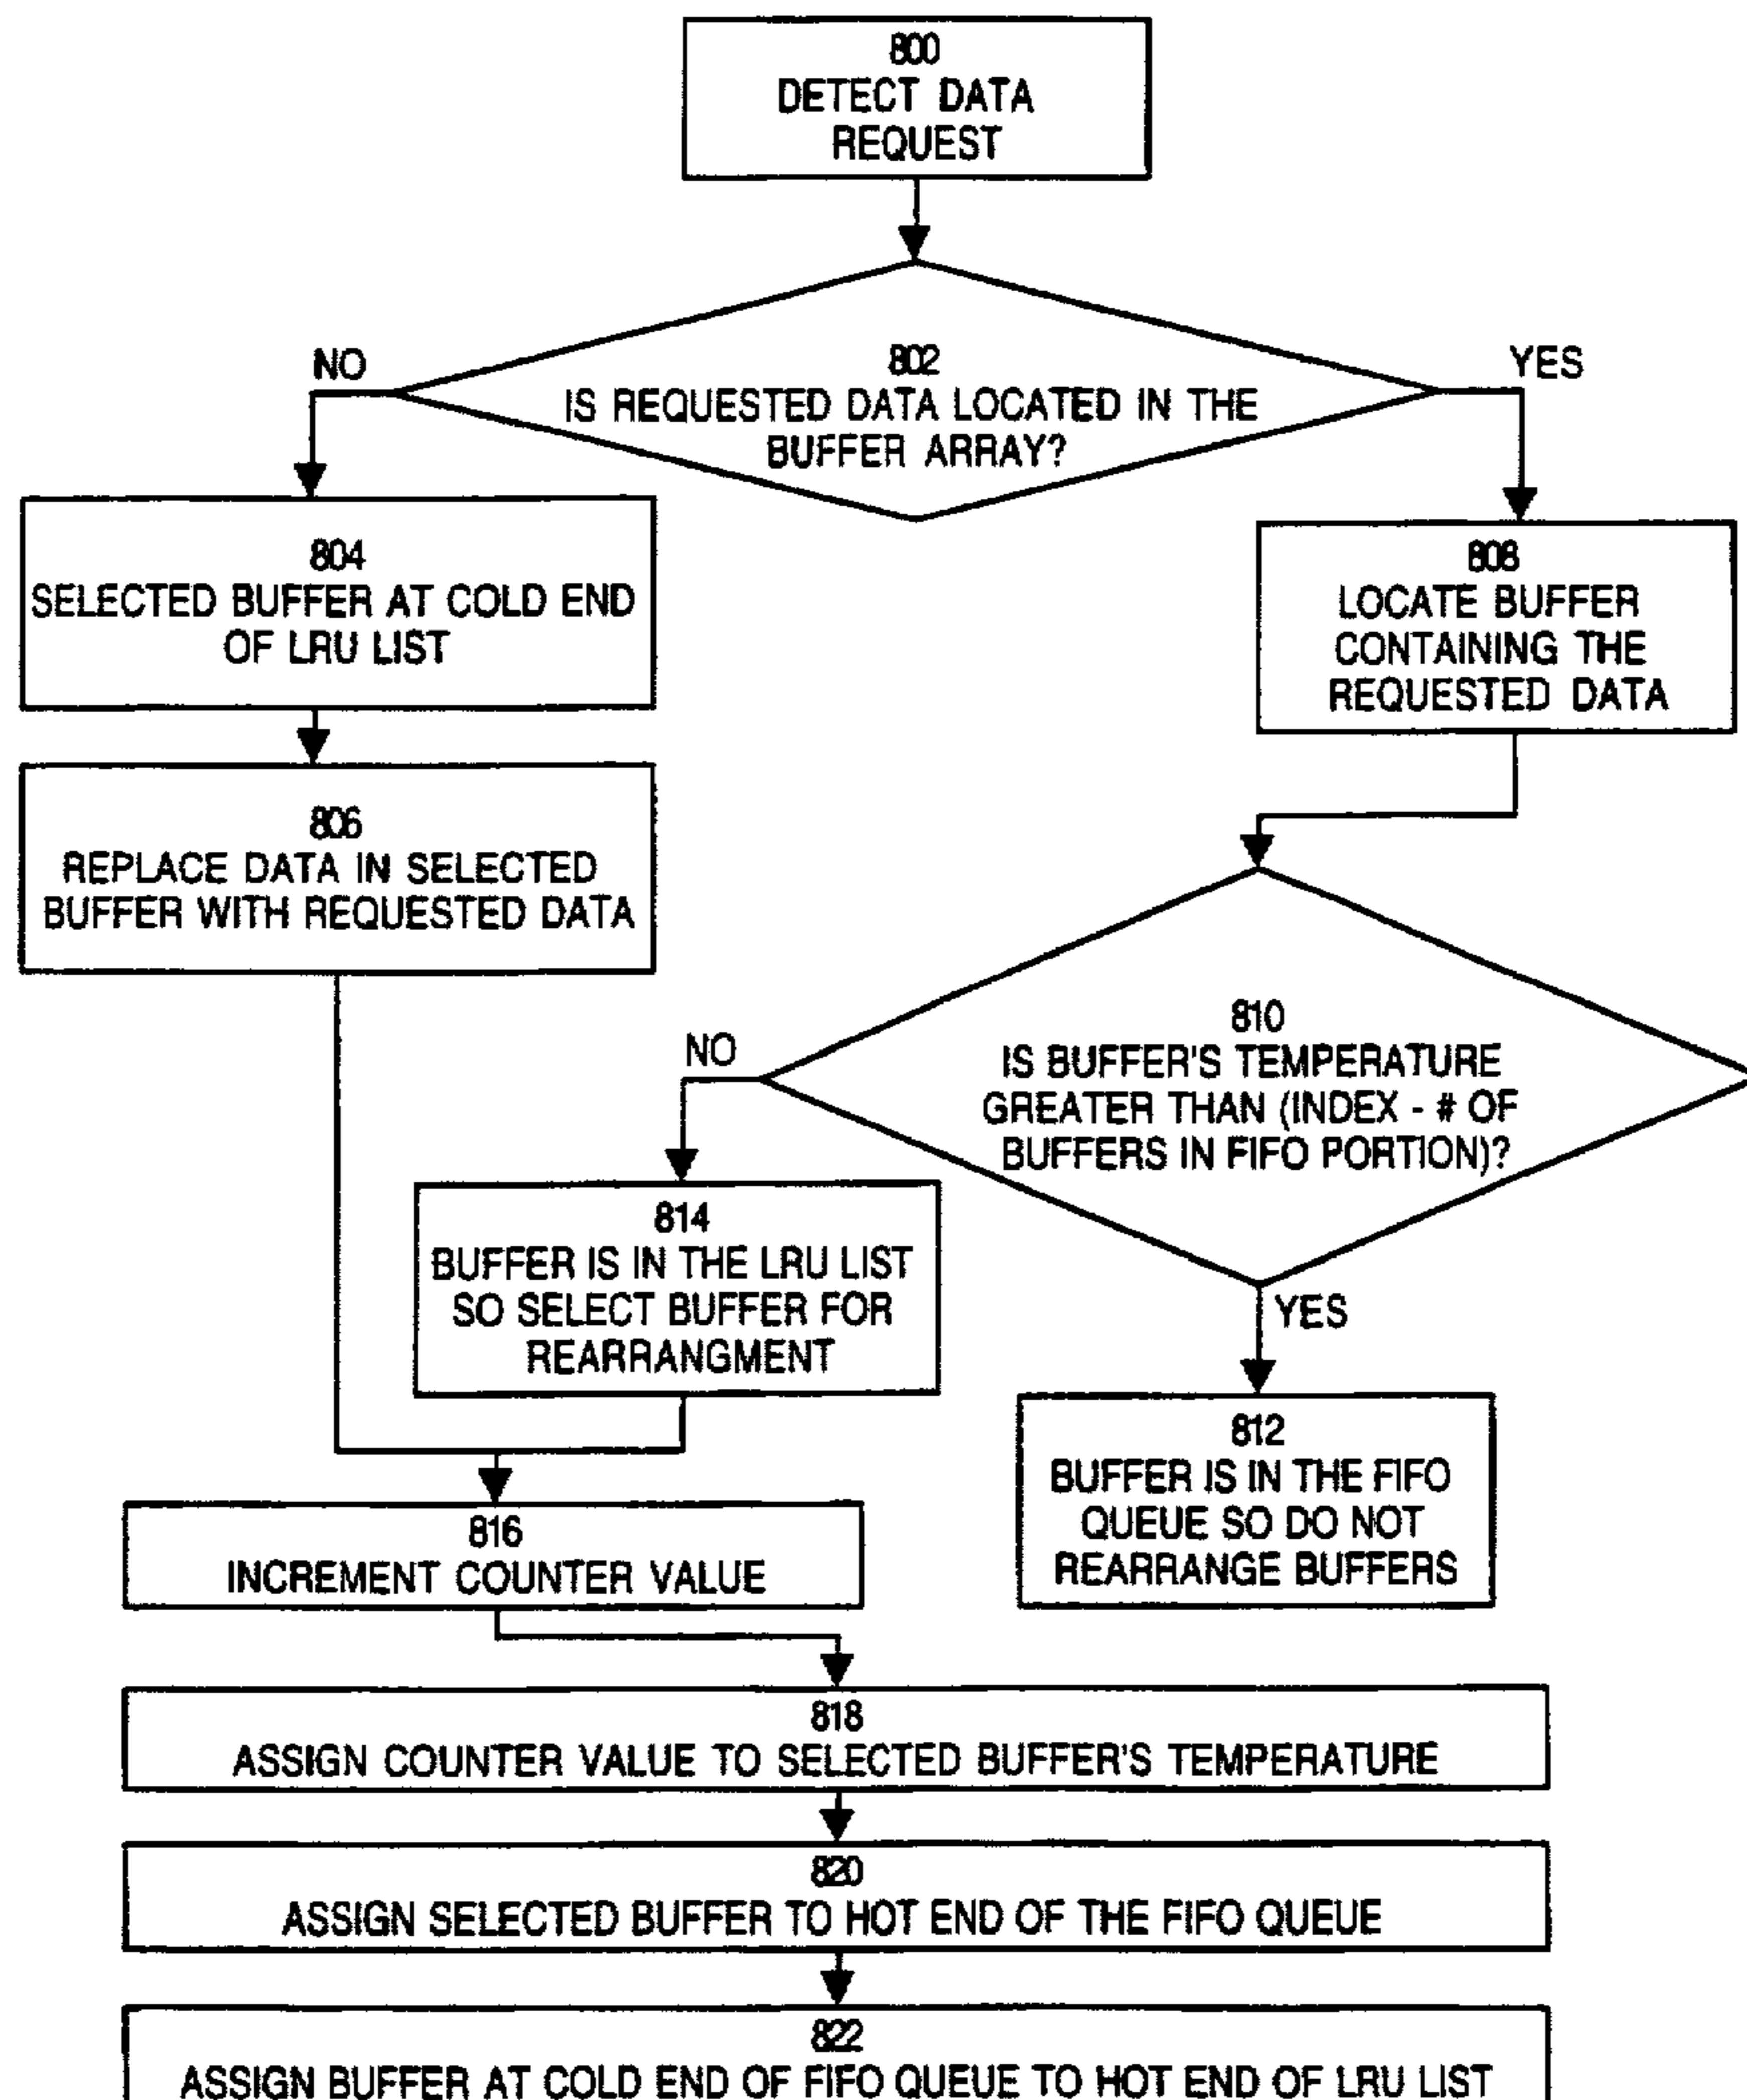 800
DETECT DATA
REQUEST
802
IS REQUESTED DATA LOCATED IN THE
BUFFER ARRAY?
NO
YES
804
SELECTED BUFFER AT COLD END
OF LRU LIST
808
LOCATE BUFFER
CONTAINING THE
REQUESTED DATA
806
REPLACE DATA IN SELECTED
BUFFER WITH REQUESTED DATA
810
IS BUFFER'S TEMPERATURE
GREATER THAN (INDEX - # OF
BUFFERS IN FIFO PORTION)?
NO
YES
814
BUFFER IS IN THE LRU LIST
SO SELECT BUFFER FOR
REARRANGMENT
812
BUFFER IS IN THE FIFO
QUEUE SO DO NOT
REARRANGE BUFFERS
816
INCREMENT COUNTER VALUE
818
ASSIGN COUNTER VALUE TO SELECTED BUFFER'S TEMPERATURE
820
ASSIGN SELECTED BUFFER TO HOT END OF THE FIFO QUEUE
822
ASSIGN BUFFER AT COLD END OF FIFO QUEUE TO HOT END OF LRU LIST